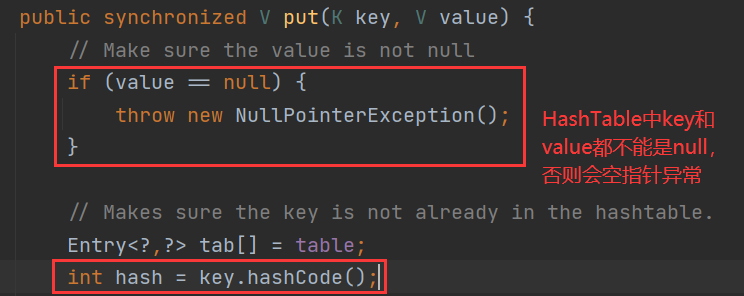 public synchronized V put(K key, V value) {
// Make sure the value is not null
if (value == null) {
throw new NullPointerException();
}
HashTable中key和
value都不能是null，
否则会空指针异常
// Makes sure the key is not already in the hashtable.
Entry<?,?> tab[] = table;
int hash = key.hashCode();